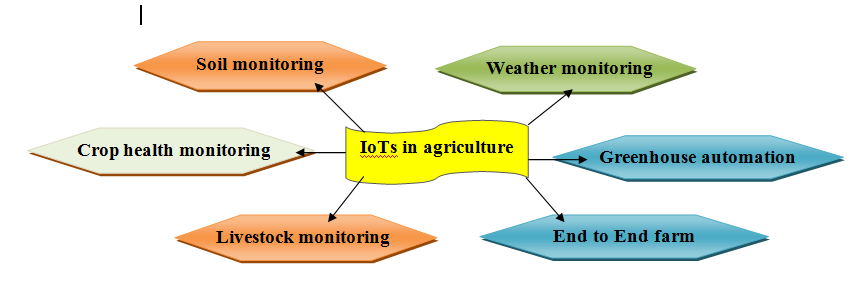 Soil monitoring
Weather monitoring
Crop health monitoring
IoTs in agriculture
Greenhouse automation
Livestock monitoring
End to End farm